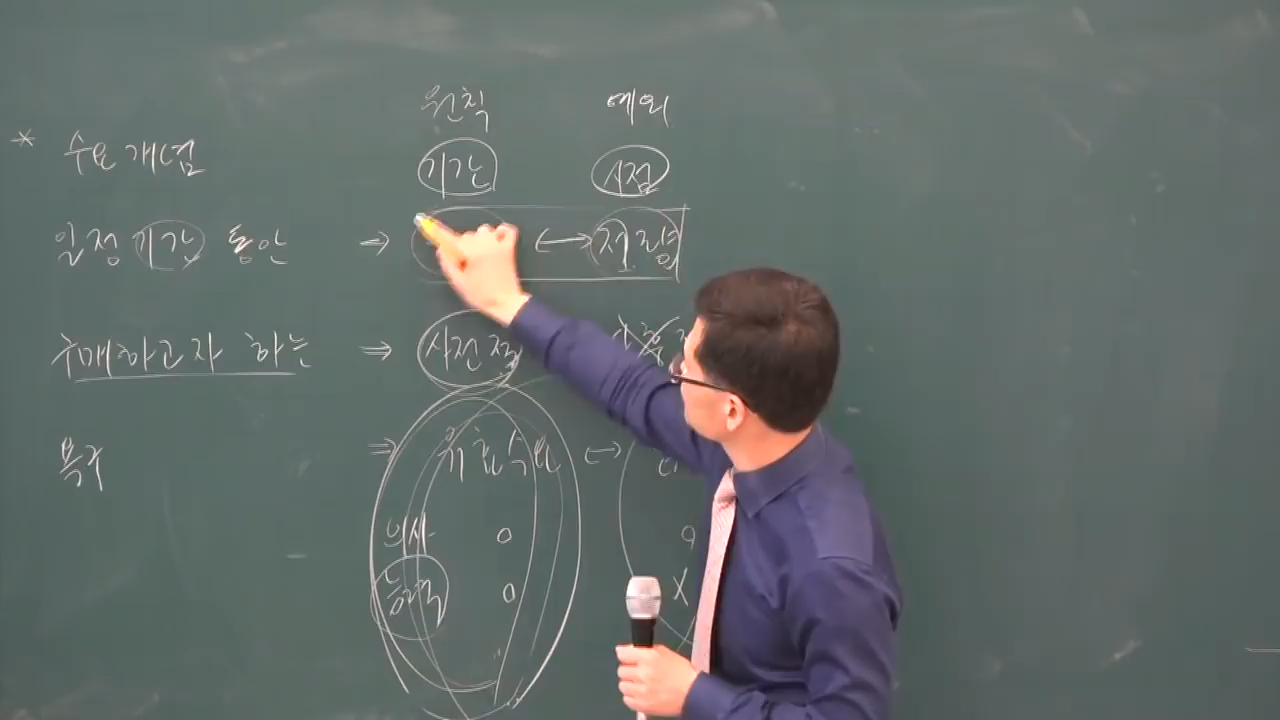 원칙 예외
* 수요개념 기간 시점
일정 기간 동안 ⇒ ↔ 저량
구매하고자 하는 ⇒ 사전적
욕구 ⇒ 유효수요 ↔
의사 o
능력 o X